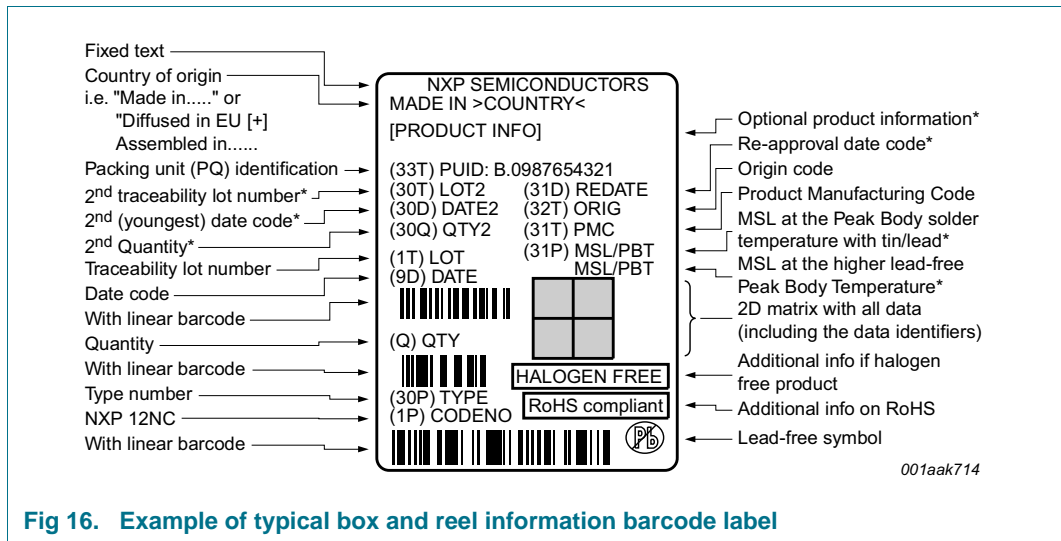 Fixed text
Country of origin
i.e. "Made in....." or
"Diffused in EU [+]
Assembled in......
Packing unit (PQ) identification
2nd traceability lot number*
2nd (youngest) date code*
2nd Quantity*
Traceability lot number
Date code
With linear barcode
Quantity
With linear barcode
Type number
NXP 12NC
With linear barcode
NXP SEMICONDUCTORS
MADE IN >COUNTRY<
[PRODUCT INFO]
(33T) PUID: B.0987654321
(30T) LOT2 (31D) REDATE
(30D) DATE2 (32T) ORIG
(30Q) QTY2 (31T) PMC
(31P) MSL/PBT
(1T) LOT MSL/PBT
(9D) DATE
(Q) QTY
HALOGEN FREE
(30P) TYPE
(1P) CODENO RoHS compliant
Pb
Optional product information*
Re-approval date code*
Origin code
Product Manufacturing Code
MSL at the Peak Body solder
temperature with tin/lead*
MSL at the higher lead-free
Peak Body Temperature*
2D matrix with all data
(including the data identifiers)
Additional info if halogen
free product
Additional info on RoHS
Lead-free symbol
001aak714
Fig 16. Example of typical box and reel information barcode label